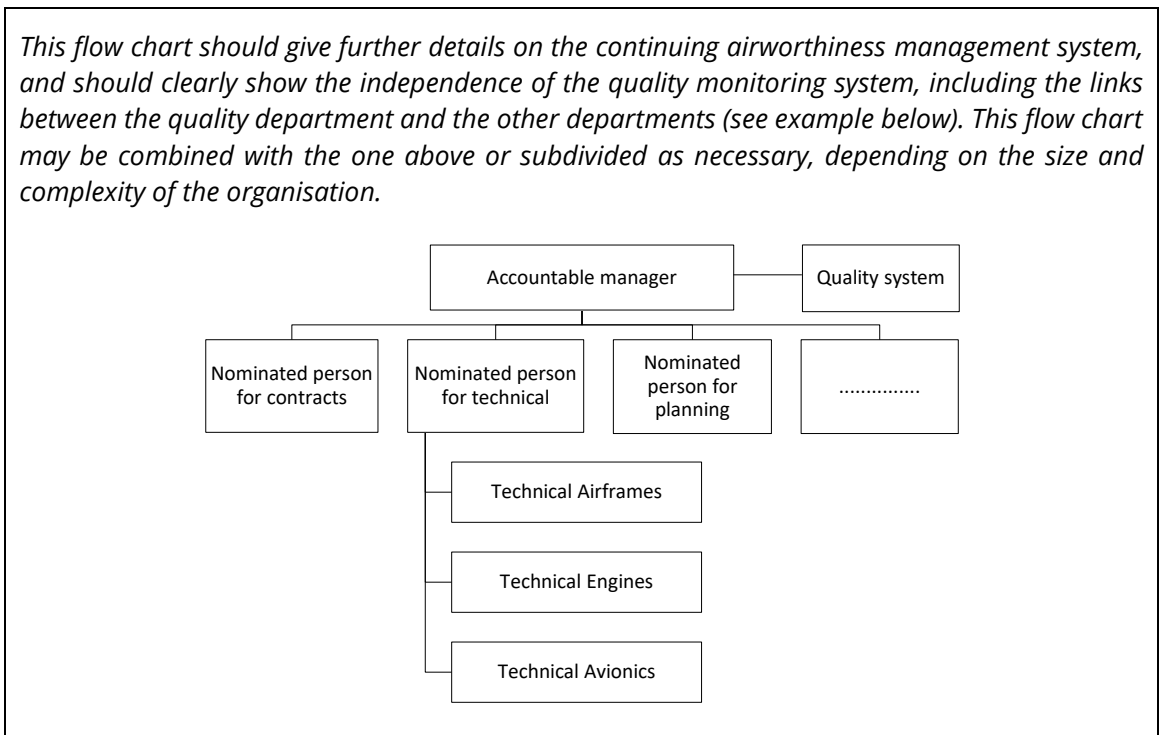 This flow chart should give further details on the continuing airworthiness management system,
and should clearly show the independence of the quality monitoring system, including the links
between the quality department and the other departments (see example below). This flow chart
may be combined with the one above or subdivided as necessary, depending on the size and
complexity of the organisation.
Accountable manager
Quality system
Nominated person
for contracts
Nominated person
for technical
Nominated
person for
planning
...............
Technical Airframes
Technical Engines
Technical Avionics